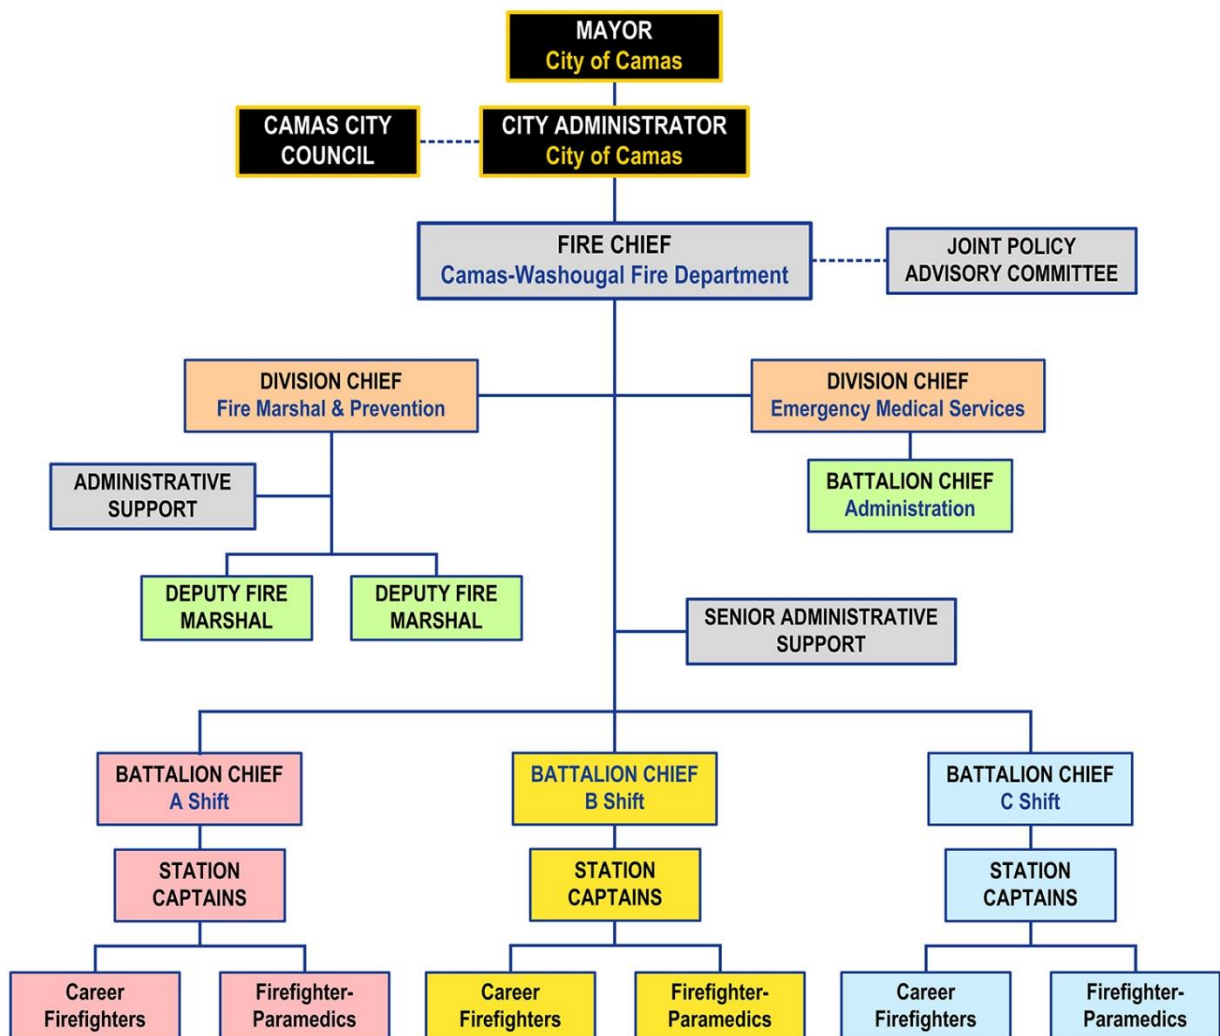 MAYOR
City of Camas
CAMAS CITY
COUNCIL
CITY ADMINISTRATOR
City of Camas
FIRE CHIEF
Camas-Washougal Fire Department
JOINT POLICY
ADVISORY COMMITTEE
DIVISION CHIEF
Fire Marshal & Prevention
DIVISION CHIEF
Emergency Medical Services
ADMINISTRATIVE
SUPPORT
BATTALION CHIEF
Administration
DEPUTY FIRE
MARSHAL
DEPUTY FIRE
MARSHAL
SENIOR ADMINISTRATIVE
SUPPORT
BATTALION CHIEF
A Shift
BATTALION CHIEF
B Shift
BATTALION CHIEF
C Shift
STATION
CAPTAINS
STATION
CAPTAINS
STATION
CAPTAINS
Career
Firefighters
Firefighter-
Paramedics
Career
Firefighters
Firefighter-
Paramedics
Career
Firefighters
Firefighter-
Paramedics